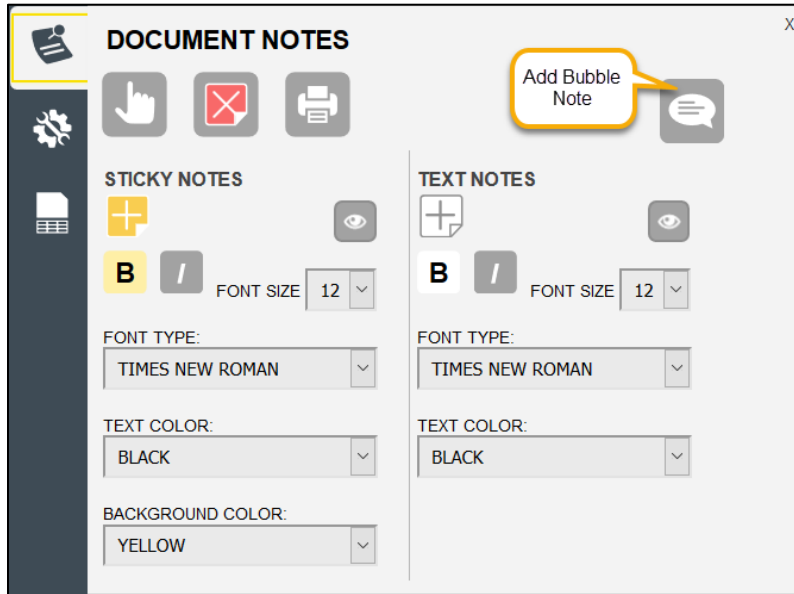 X
DOCUMENT NOTES
Add Bubble
Note
STICKY NOTES
B I FONT SIZE 12
FONT TYPE:
TIMES NEW ROMAN
TEXT COLOR:
BLACK
BACKGROUND COLOR:
YELLOW
TEXT NOTES
B I FONT SIZE 12
FONT TYPE:
TIMES NEW ROMAN
TEXT COLOR:
BLACK